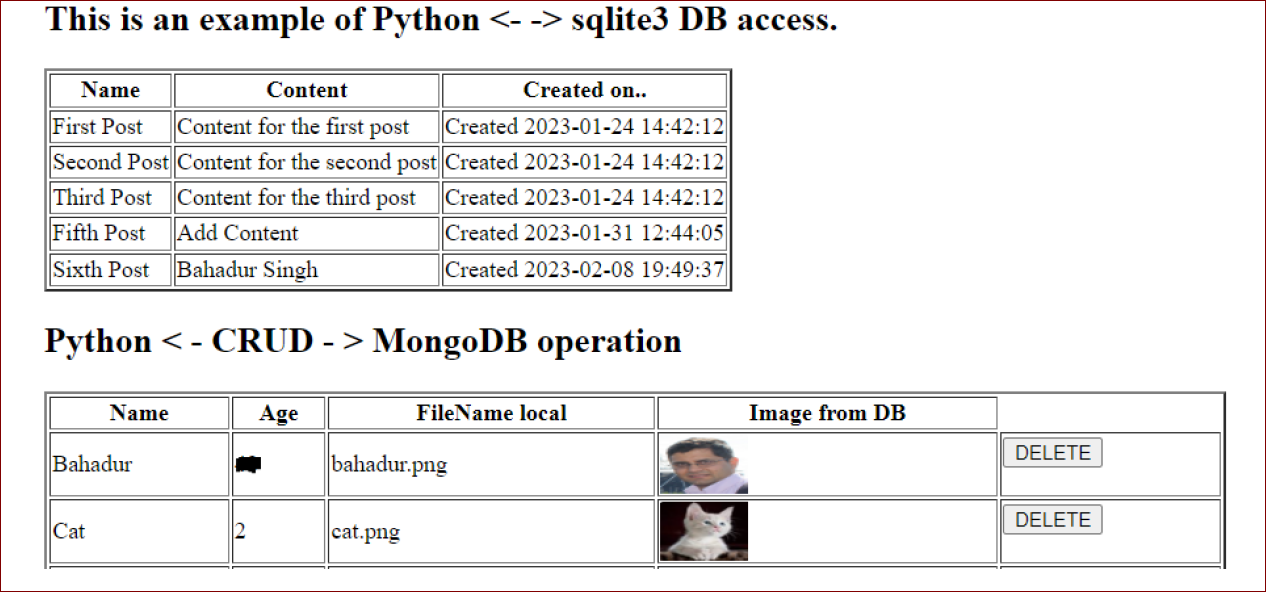 This is an example of Python <- -> sqlite3 DB access.
Name Content Created on..
First Post Content for the first post Created 2023-01-24 14:42:12
Second Post Content for the second post Created 2023-01-24 14:42:12
Third Post Content for the third post Created 2023-01-24 14:42:12
Fifth Post Add Content Created 2023-01-31 12:44:05
Sixth Post Bahadur Singh Created 2023-02-08 19:49:37
Python < - CRUD - > MongoDB operation
Name Age FileName local Image from DB
Bahadur bahadur.png DELETE
Cat 2 cat.png DELETE